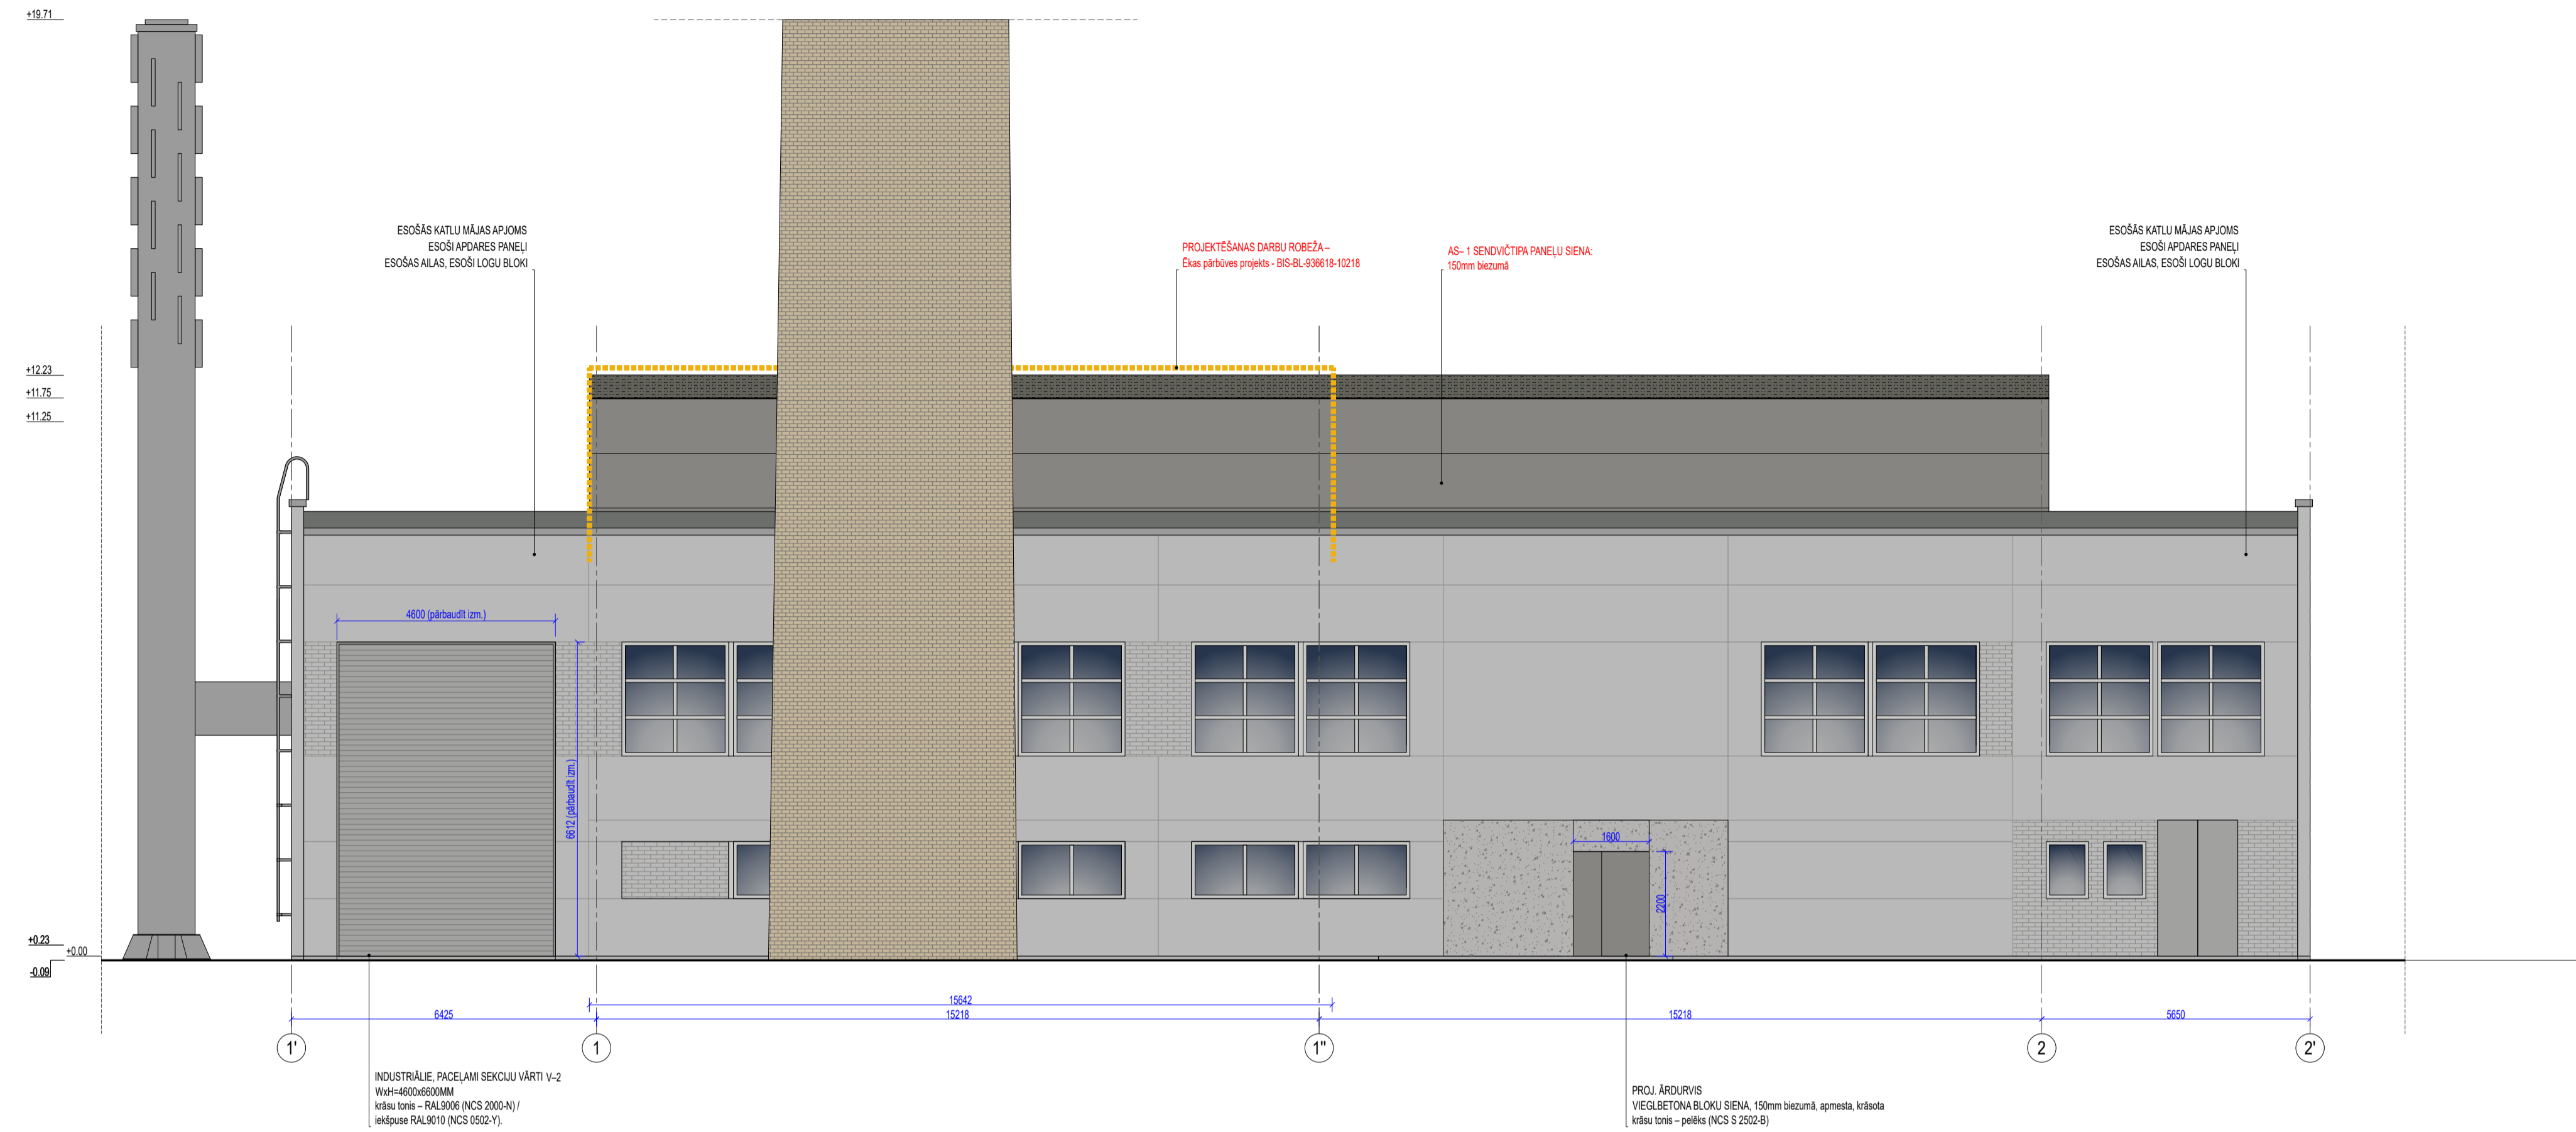 +19.71
ESOŠĀS KATLU MĀJAS APJOMS
ESOŠI APDARES PANEĻI
ESOŠAS AILAS, ESOŠI LOGU BLOKI
PROJEKTĒŠANAS DARBU ROBEŽA –
Ēkas pārbūves projekts - BIS-BL-936618-10218
AS– 1 SENDVIČTIPA PANEĻU SIENA:
150mm biezumā
ESOŠĀS KATLU MĀJAS APJOMS
ESOŠI APDARES PANEĻI
ESOŠAS AILAS, ESOŠI LOGU BLOKI
+12.23
+11.75
+11.25
4600 (pārbaudīt izm.)
6612 (pārbaudīt izm.)
1600
2200
+0.23
+0.00
-0.09
15642
6425
15218
15218
5650
1'
1
1"
2
2'
INDUSTRIĀLIE, PACEĻAMI SEKCIJU VĀRTI V–2
WxH=4600x6600MM
krāsu tonis – RAL9006 (NCS 2000-N) /
iekšpuse RAL9010 (NCS 0502-Y).
PROJ. ĀRDURVIS
VIEGLBETONA BLOKU SIENA, 150mm biezumā, apmesta, krāsota
krāsu tonis – pelēks (NCS S 2502-B)